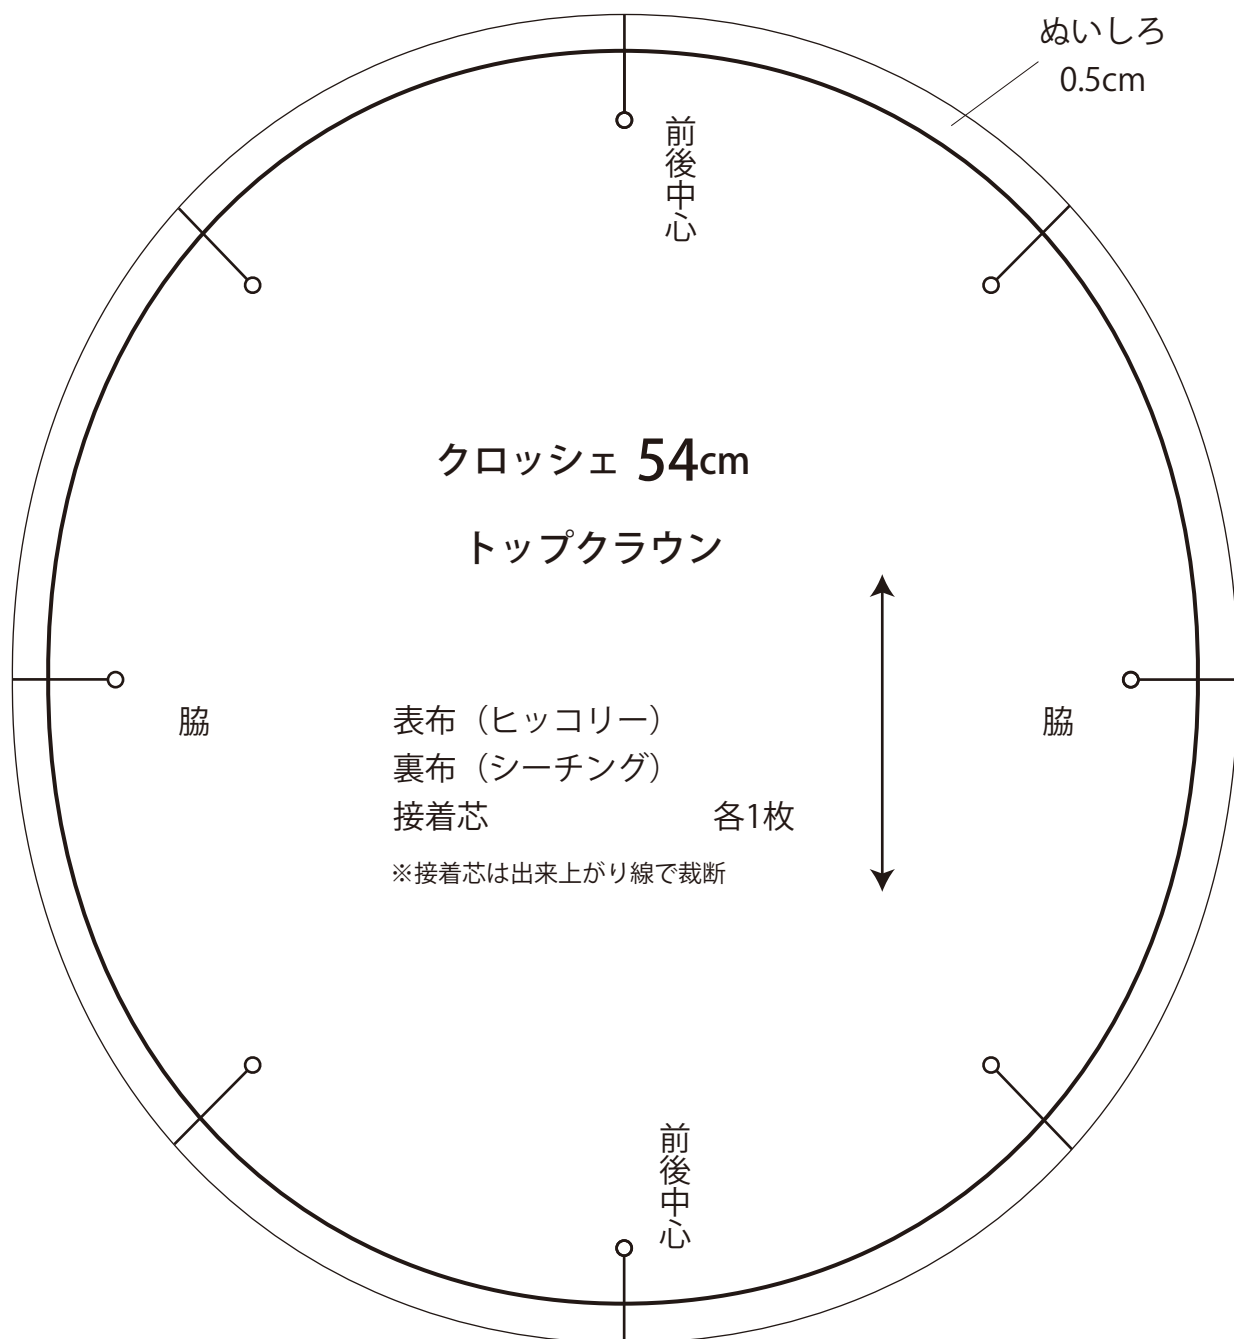 ぬいしろ
0.5cm
前後中心
クロッシェ 54cm
トップクラウン
脇
脇
表布（ヒッコリー）
裏布（シーチング）
接着芯 各1枚
※接着芯は出来上がり線で裁断
前後中心